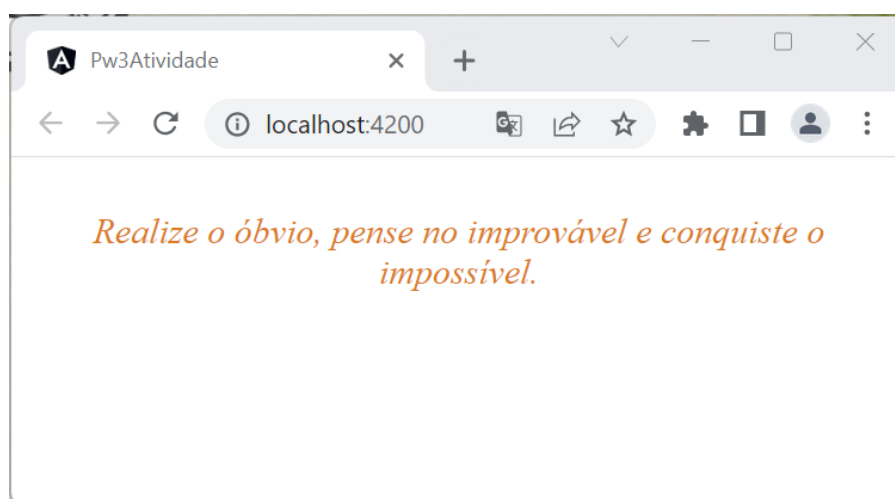 Pw3Atividade
localhost:4200
Realize o óbvio, pense no improvável e conquiste o
impossível.